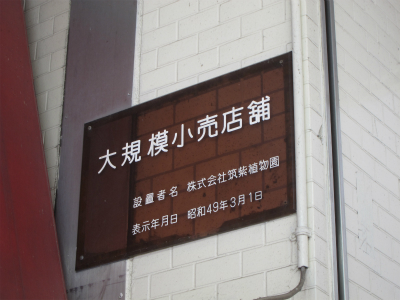 大規模小売店舗
設置者名 株式会社筑紫植物園
表示年月日 昭和49年3月1日